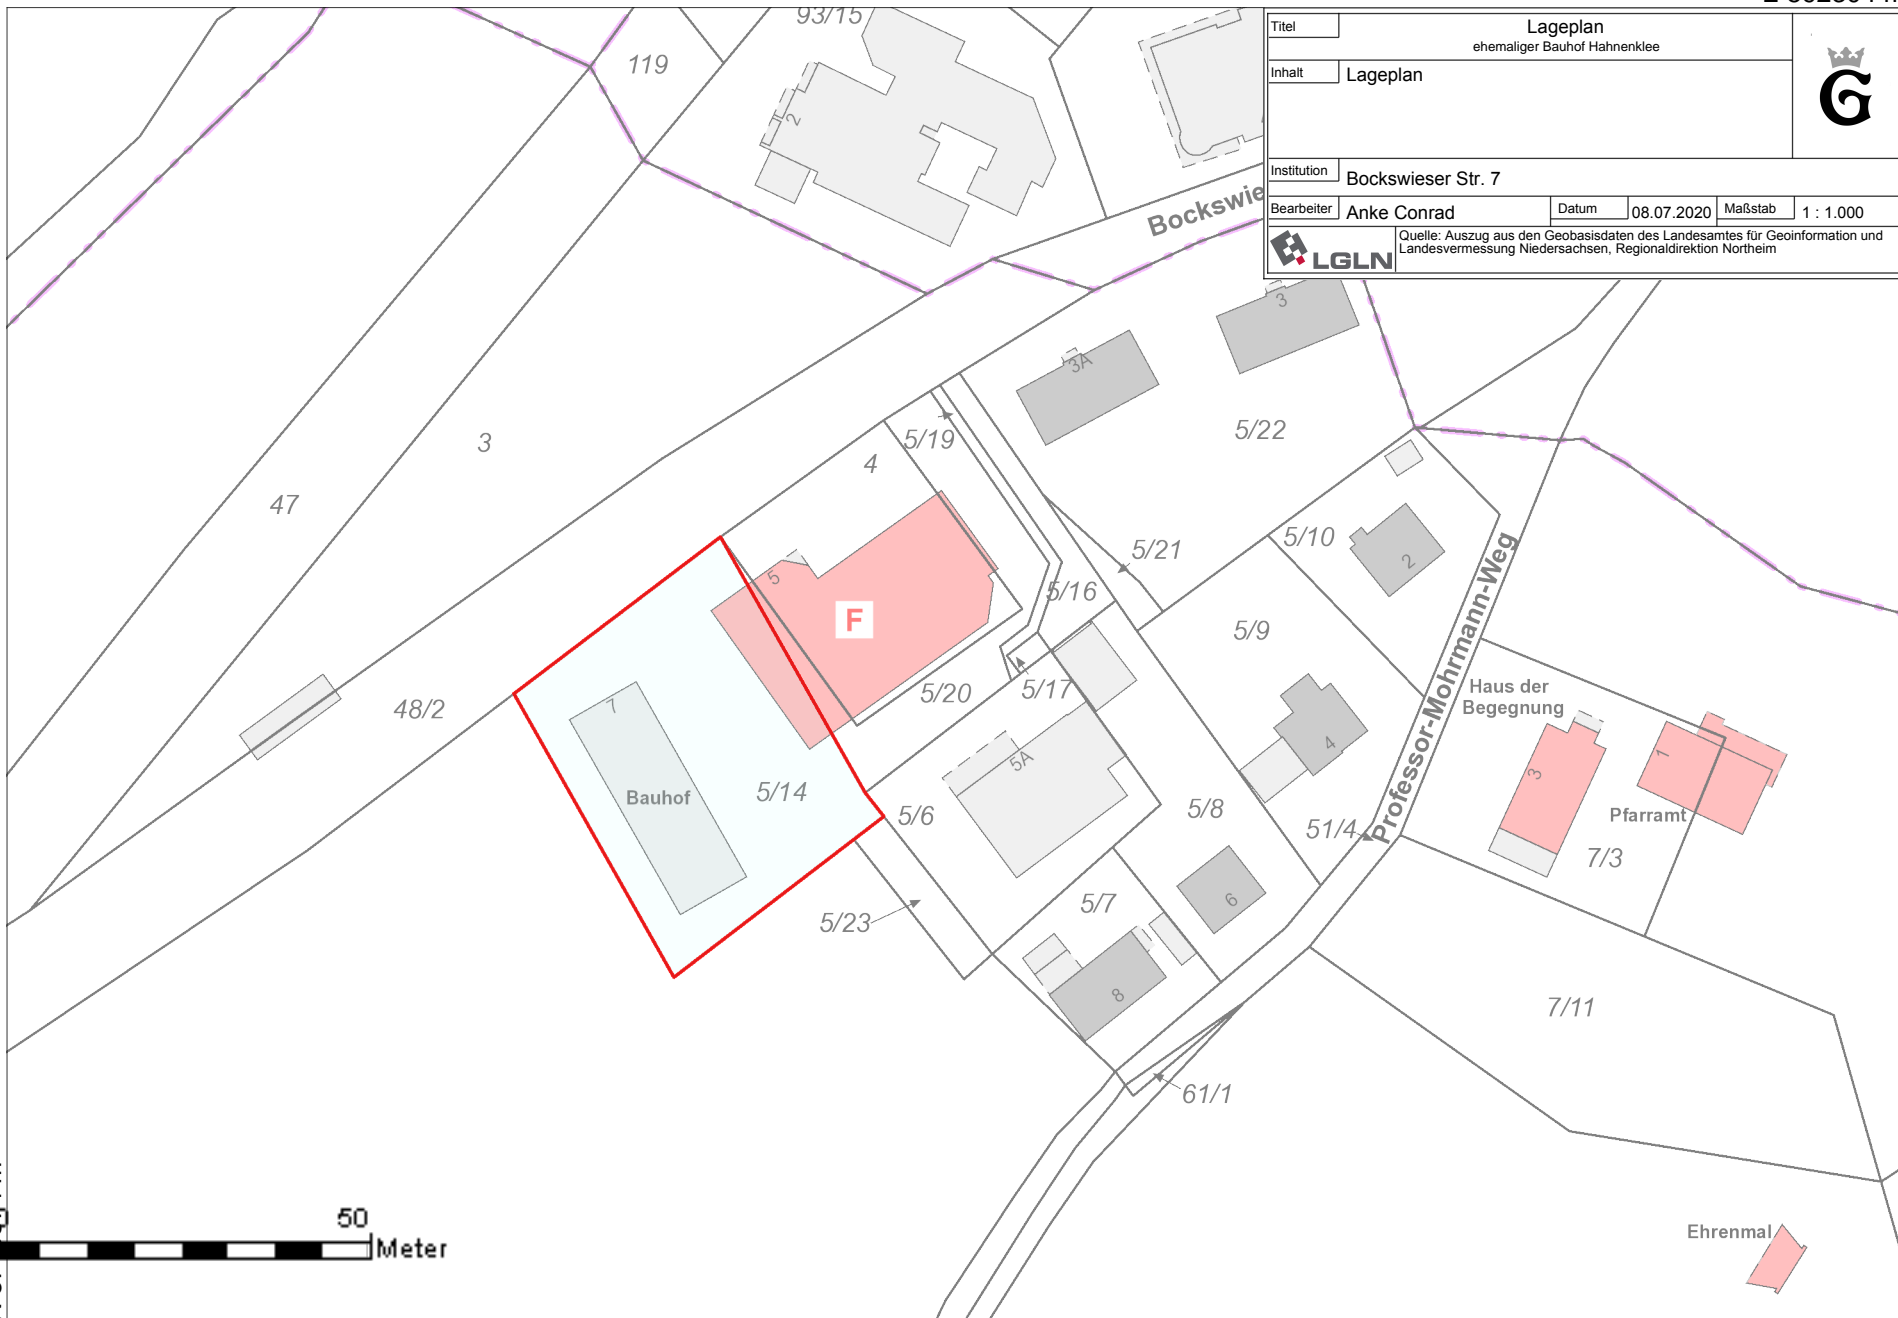 93/15
Titel
Lageplan
ehemaliger Bauhof Hahnenklee
Inhalt
Lageplan
G
Institution
Bockswieser Str. 7
Bearbeiter
Anke Conrad
Datum
08.07.2020
Maßstab
1 : 1.000
LGLN
Quelle: Auszug aus den Geobasisdaten des Landesamtes für Geoinformation und
Landesvermessung Niedersachsen, Regionaldirektion Northeim
119
2
Bockswie
3
3A
5/22
3
5/19
4
47
5/10
2
5/21
5
5/16
F
5/9
Professor-Mohrmann-Weg
48/2
7
5/20
5/17
Haus der
Begegnung
4
1
3
5A
Bauhof
5/14
5/6
5/8
51/4
Pfarramt
7/3
5/7
6
5/23
8
7/11
61/1
0
50
Meter
Ehrenmal